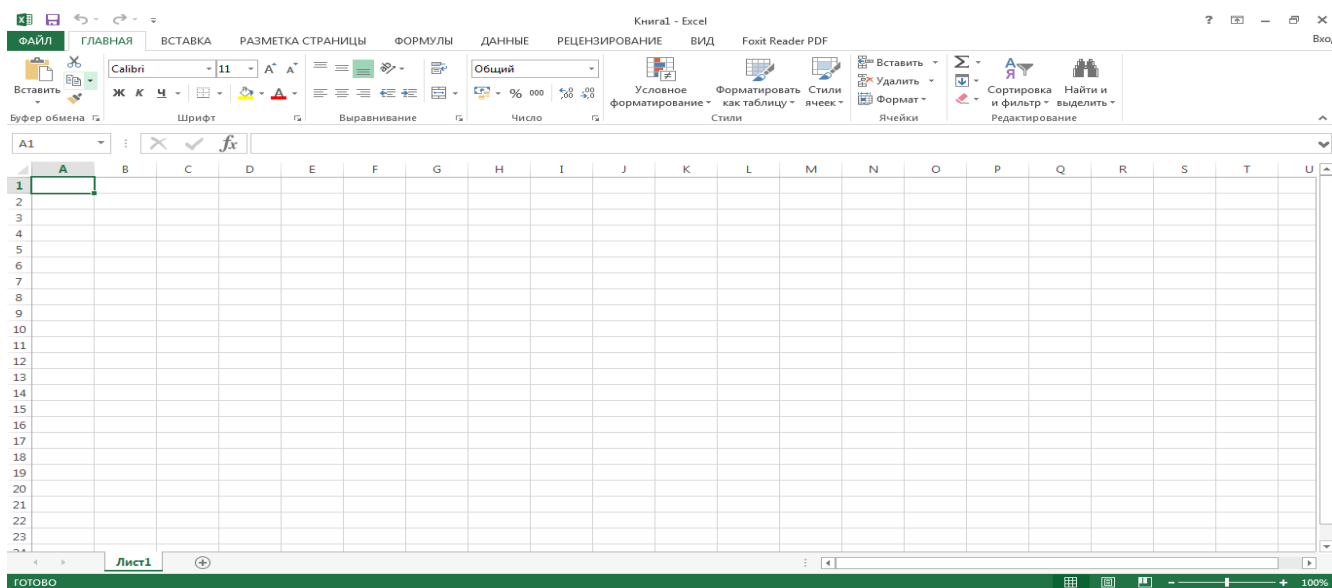 Книга1 - Excel
?
ФАЙЛ ГЛАВНАЯ ВСТАВКА РАЗМЕТКА СТРАНИЦЫ ФОРМУЛЫ ДАННЫЕ РЕЦЕНЗИРОВАНИЕ ВИД Foxit Reader PDF Вхо
Вставить
Calibri 11
Ж К Ч
Общий
% 000
Условное форматирование
Форматировать как таблицу
Стили ячеек
Вставить
Удалить
Формат
Сортировка и фильтр
Найти и выделить
Буфер обмена Шрифт Выравнивание Число Стили Ячейки Редактирование
A1 fx
A B C D E F G H I J K L M N O P Q R S T U
1
2
3
4
5
6
7
8
9
10
11
12
13
14
15
16
17
18
19
20
21
22
23
Лист1
ГОТОВО 100%